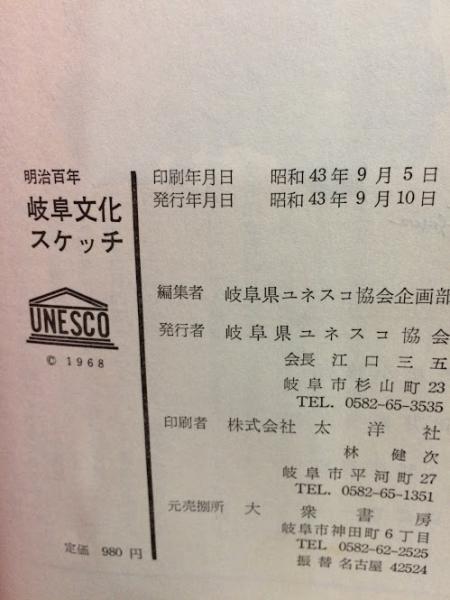 明治百年
岐阜文化
スケッチ
UNESCO
© 1968
定価 980円
印刷年月日 昭和43年9月5日
発行年月日 昭和43年9月10日
編集者 岐阜県ユネスコ協会企画部
発行者 岐阜県ユネスコ協会
会長 江口三五
岐阜市杉山町23
TEL. 0582-65-3535
印刷者 株式会社 太洋社
林健次
岐阜市平河町27
TEL. 0582-65-1351
元売捌所 大衆書房
岐阜市神田町6丁目
TEL 0582-62-2525
振替名古屋42524